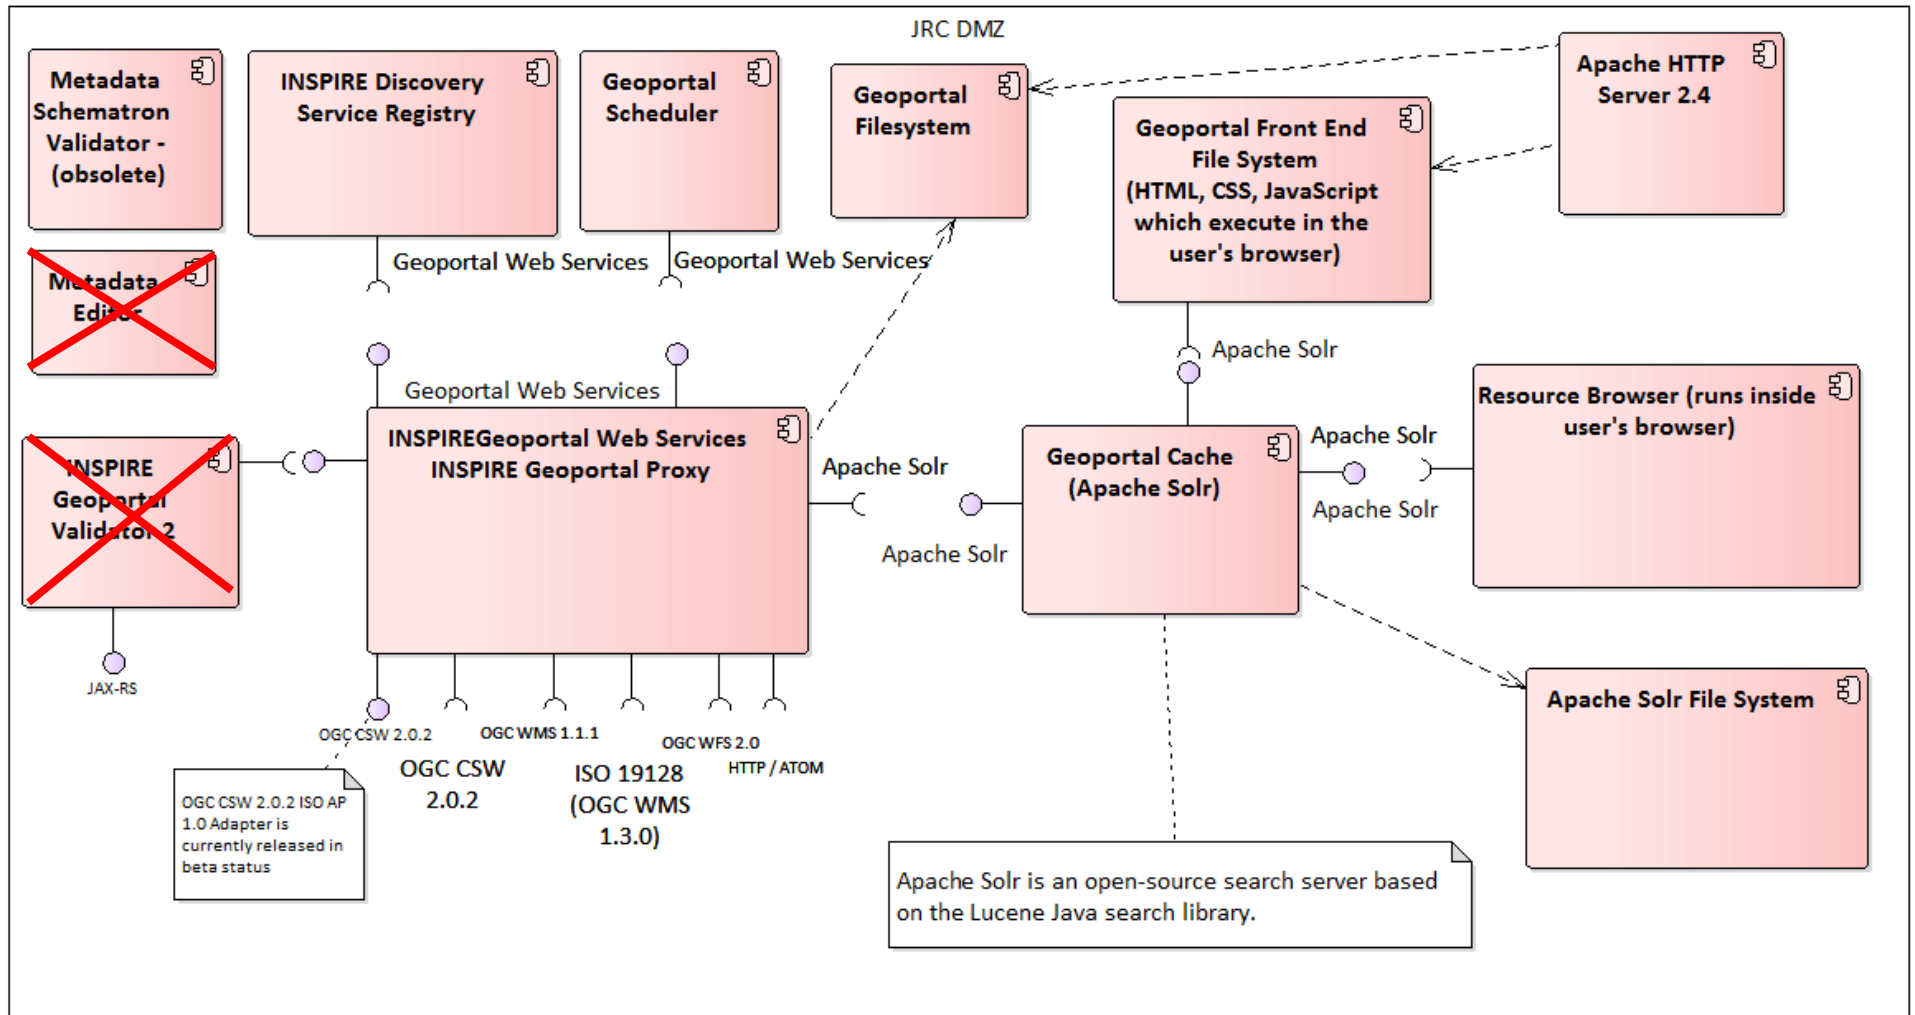 JRC DMZ
Metadata
Schematron
Validator -
(obsolete)
INSPIRE Discovery
Service Registry
Geoportal
Scheduler
Geoportal
Filesystem
Geoportal Front End
File System
(HTML, CSS, JavaScript
which execute in the
user's browser)
Apache HTTP
Server 2.4
Metadata
Editor
Geoportal Web Services
Geoportal Web Services
Geoportal Web Services
Apache Solr
INSPIRE
Geoportal
Validator 2
JAX-RS
INSPIREGeoportal Web Services
INSPIRE Geoportal Proxy
Apache Solr
Apache Solr
Geoportal Cache
(Apache Solr)
Apache Solr
Apache Solr
Resource Browser (runs inside
user's browser)
Apache Solr File System
OGC CSW 2.0.2
OGC CSW
2.0.2
OGC WMS 1.1.1
ISO 19128
(OGC WMS
1.3.0)
OGC WFS 2.0
HTTP / ATOM
OGC CSW 2.0.2 ISO AP
1.0 Adapter is
currently released in
beta status
Apache Solr is an open-source search server based
on the Lucene Java search library.